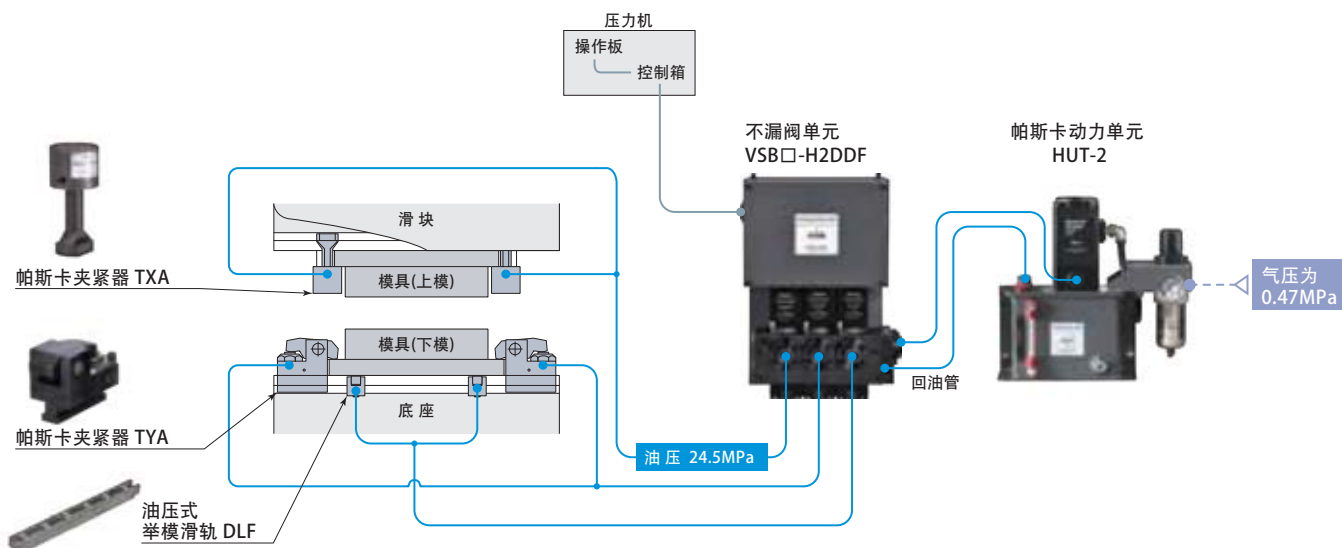 压力机
操作板
控制箱
不漏阀单元
VSB□-H2DDF
帕斯卡动力单元
HUT-2
滑块
模具(上模)
帕斯卡夹紧器 TXA
气压为
0.47MPa
模具(下模)
回油管
底座
帕斯卡夹紧器 TYA
油压 24.5MPa
油压式
举模滑轨 DLF